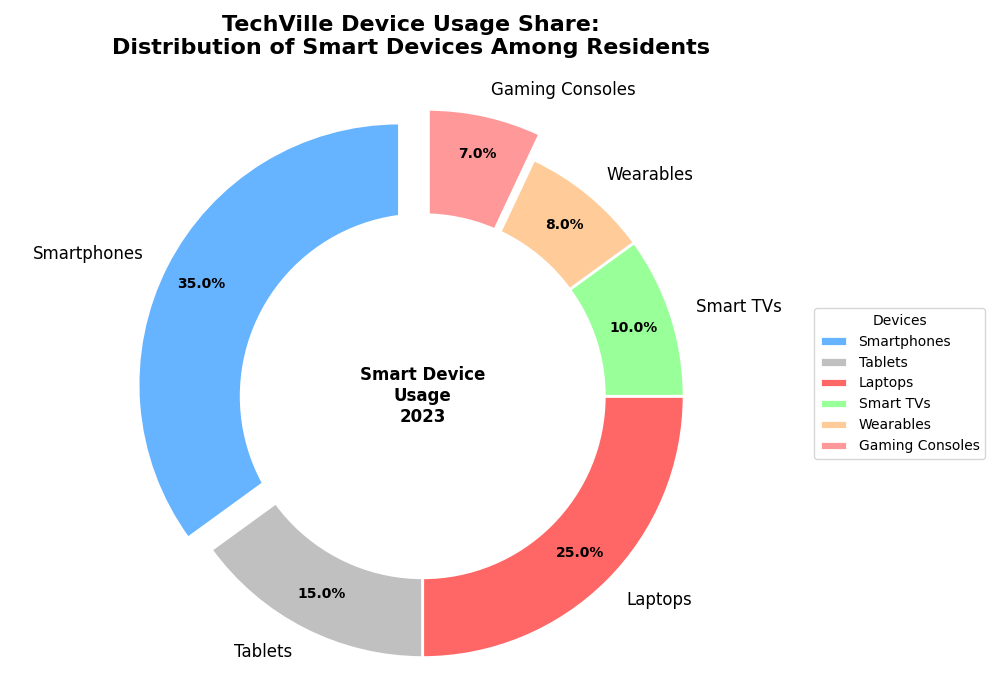 TechVille Device Usage Share:
Distribution of Smart Devices Among Residents
Gaming Consoles
7.0%
Wearables
8.0%
Smartphones
35.0%
Smart TVs
10.0%
Smart Device
Usage
2023
Laptops
25.0%
Tablets
15.0%
Devices
Smartphones
Tablets
Laptops
Smart TVs
Wearables
Gaming Consoles